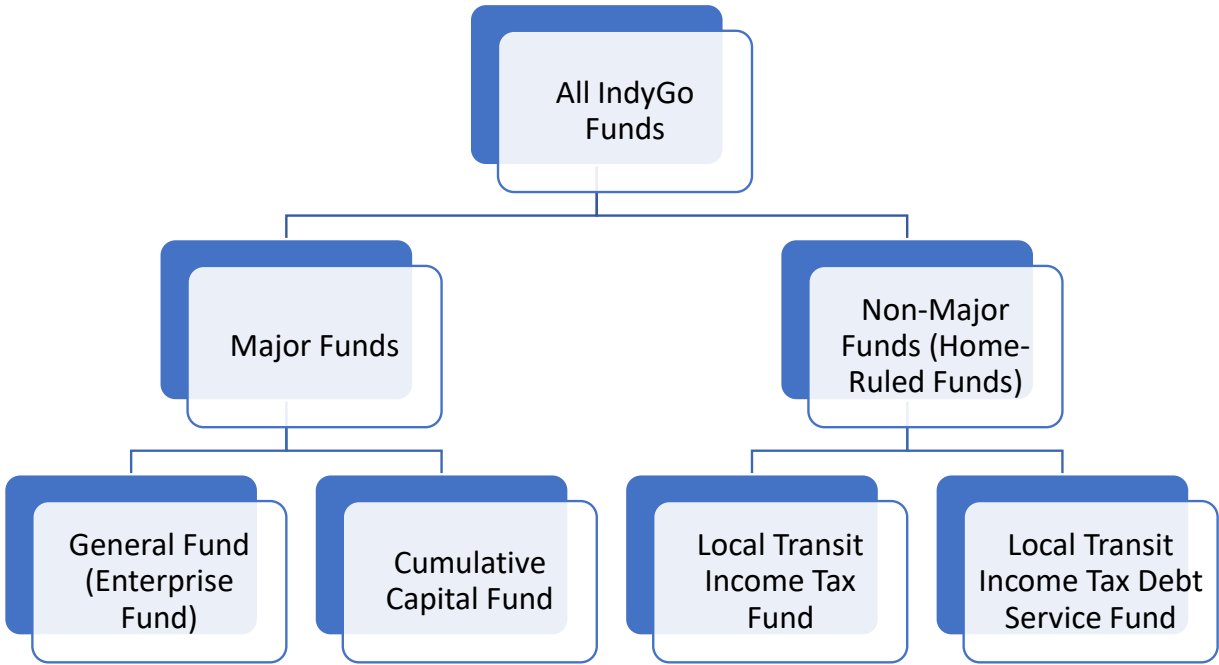 All IndyGo
Funds
Major Funds
Non-Major
Funds (Home-
Ruled Funds)
General Fund
(Enterprise
Fund)
Cumulative
Capital Fund
Local Transit
Income Tax
Fund
Local Transit
Income Tax Debt
Service Fund